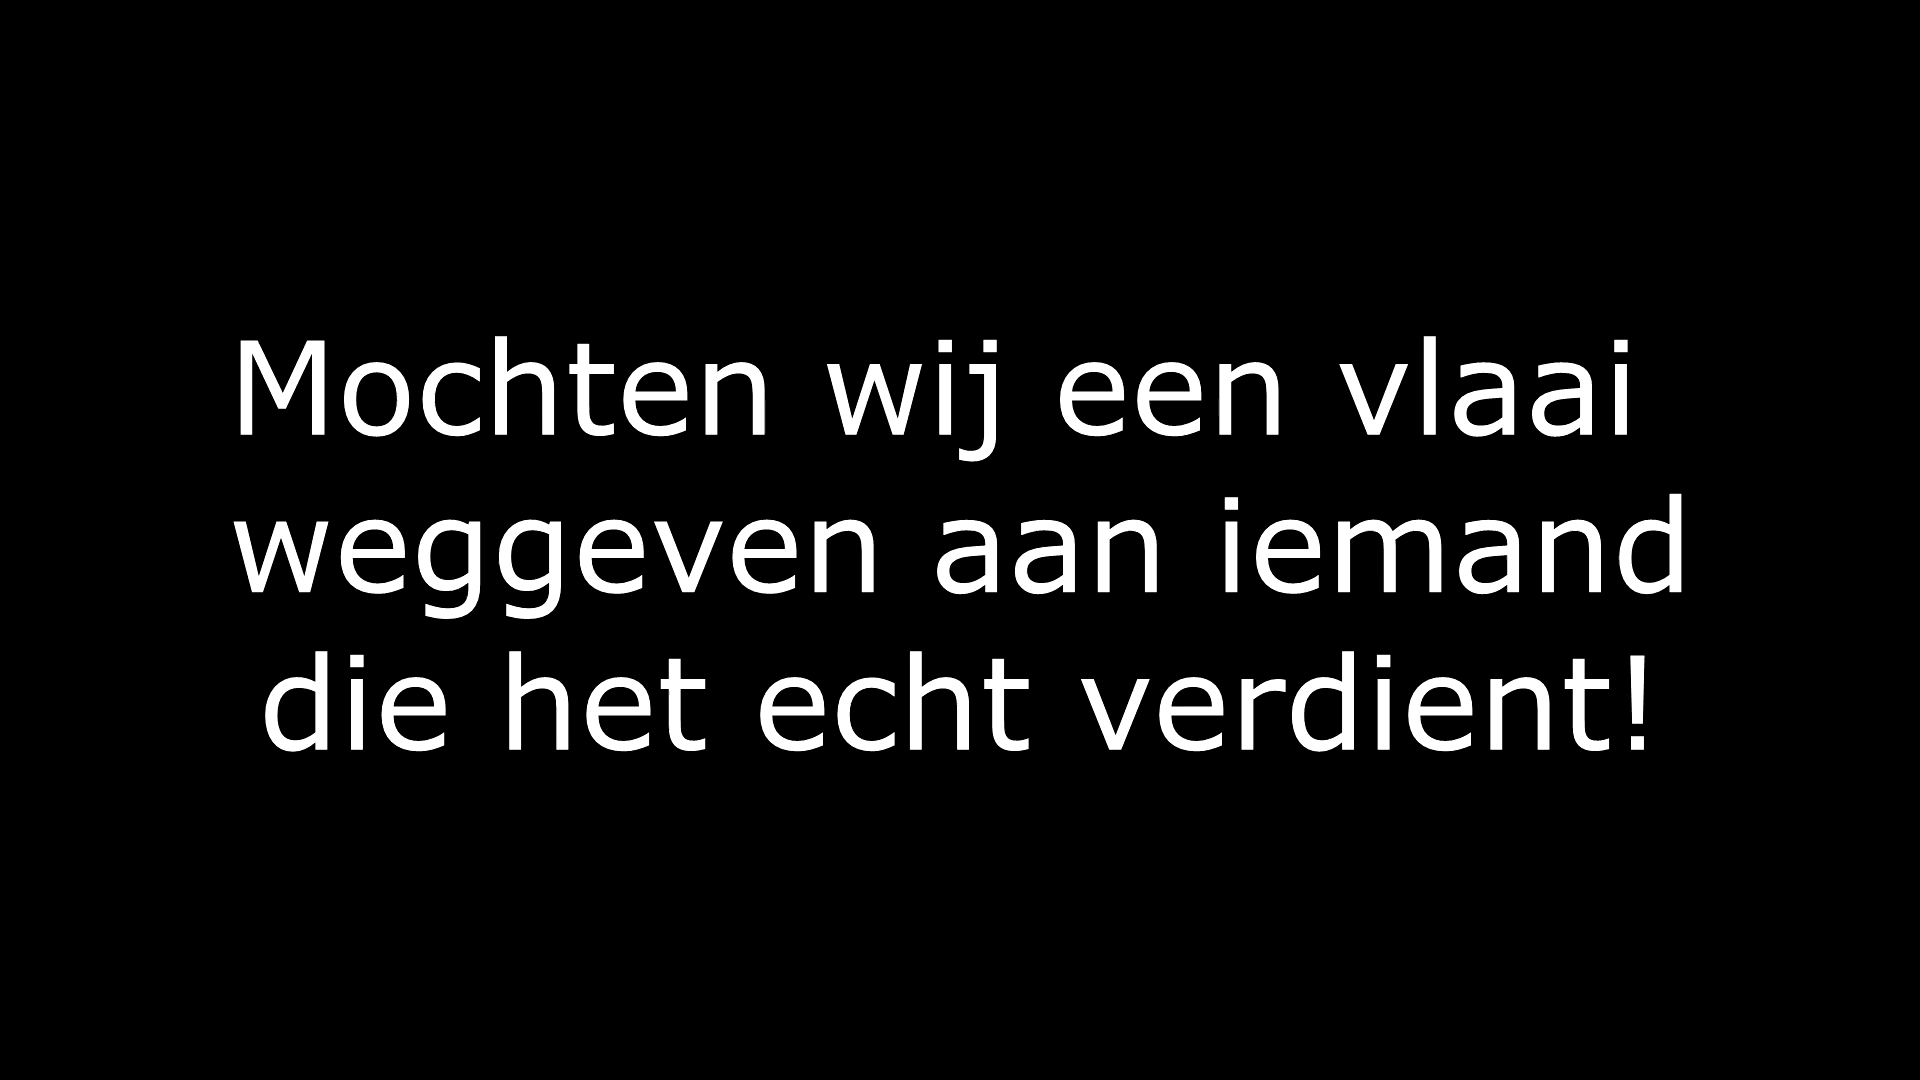 Mochten wij een vlaai
weggeven aan iemand
die het echt verdient!